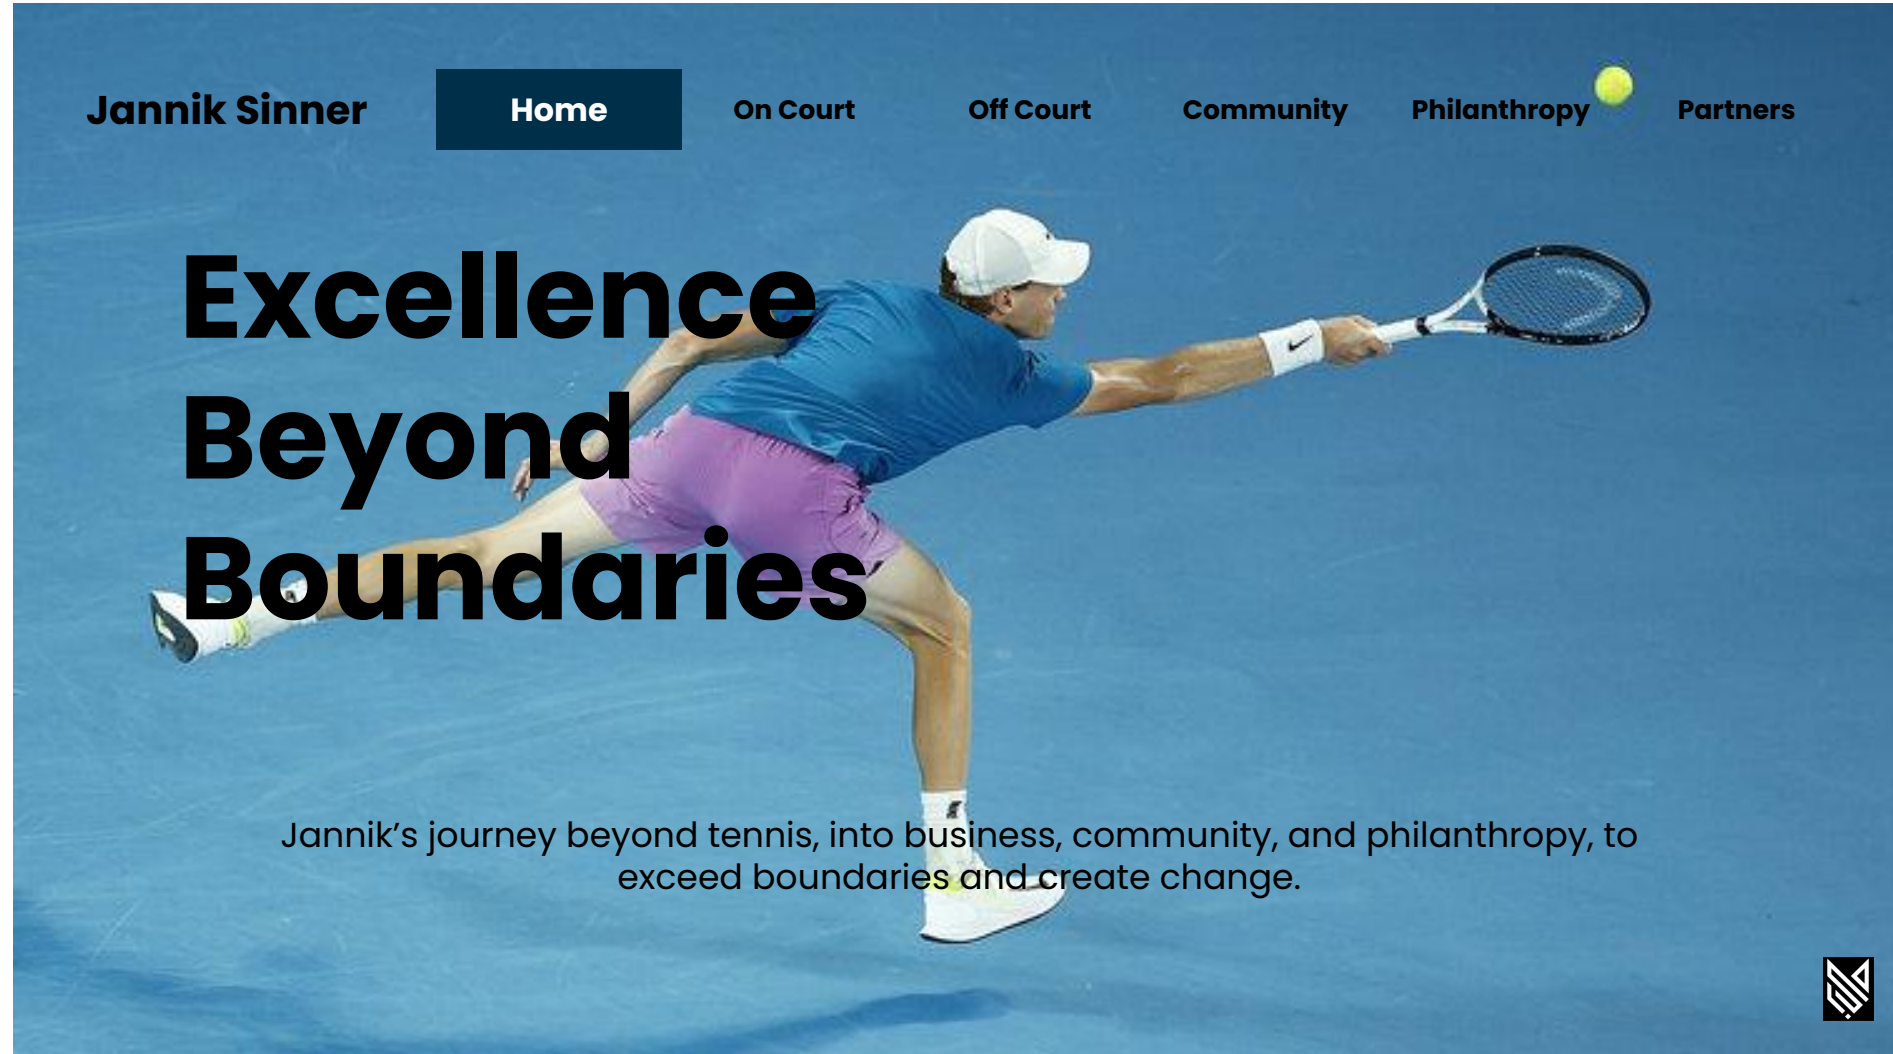 Jannik Sinner
Home
On Court
Off Court
Community
Philanthropy
Partners
Excellence
Beyond
Boundaries
Jannik’s journey beyond tennis, into business, community, and philanthropy, to
exceed boundaries and create change.